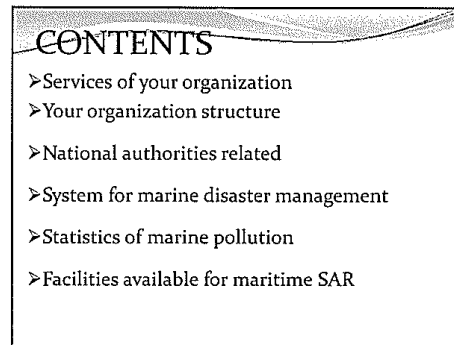 CONTENTS
➢Services of your organization
➢Your organization structure
➢National authorities related
➢System for marine disaster management
➢Statistics of marine pollution
➢Facilities available for maritime SAR